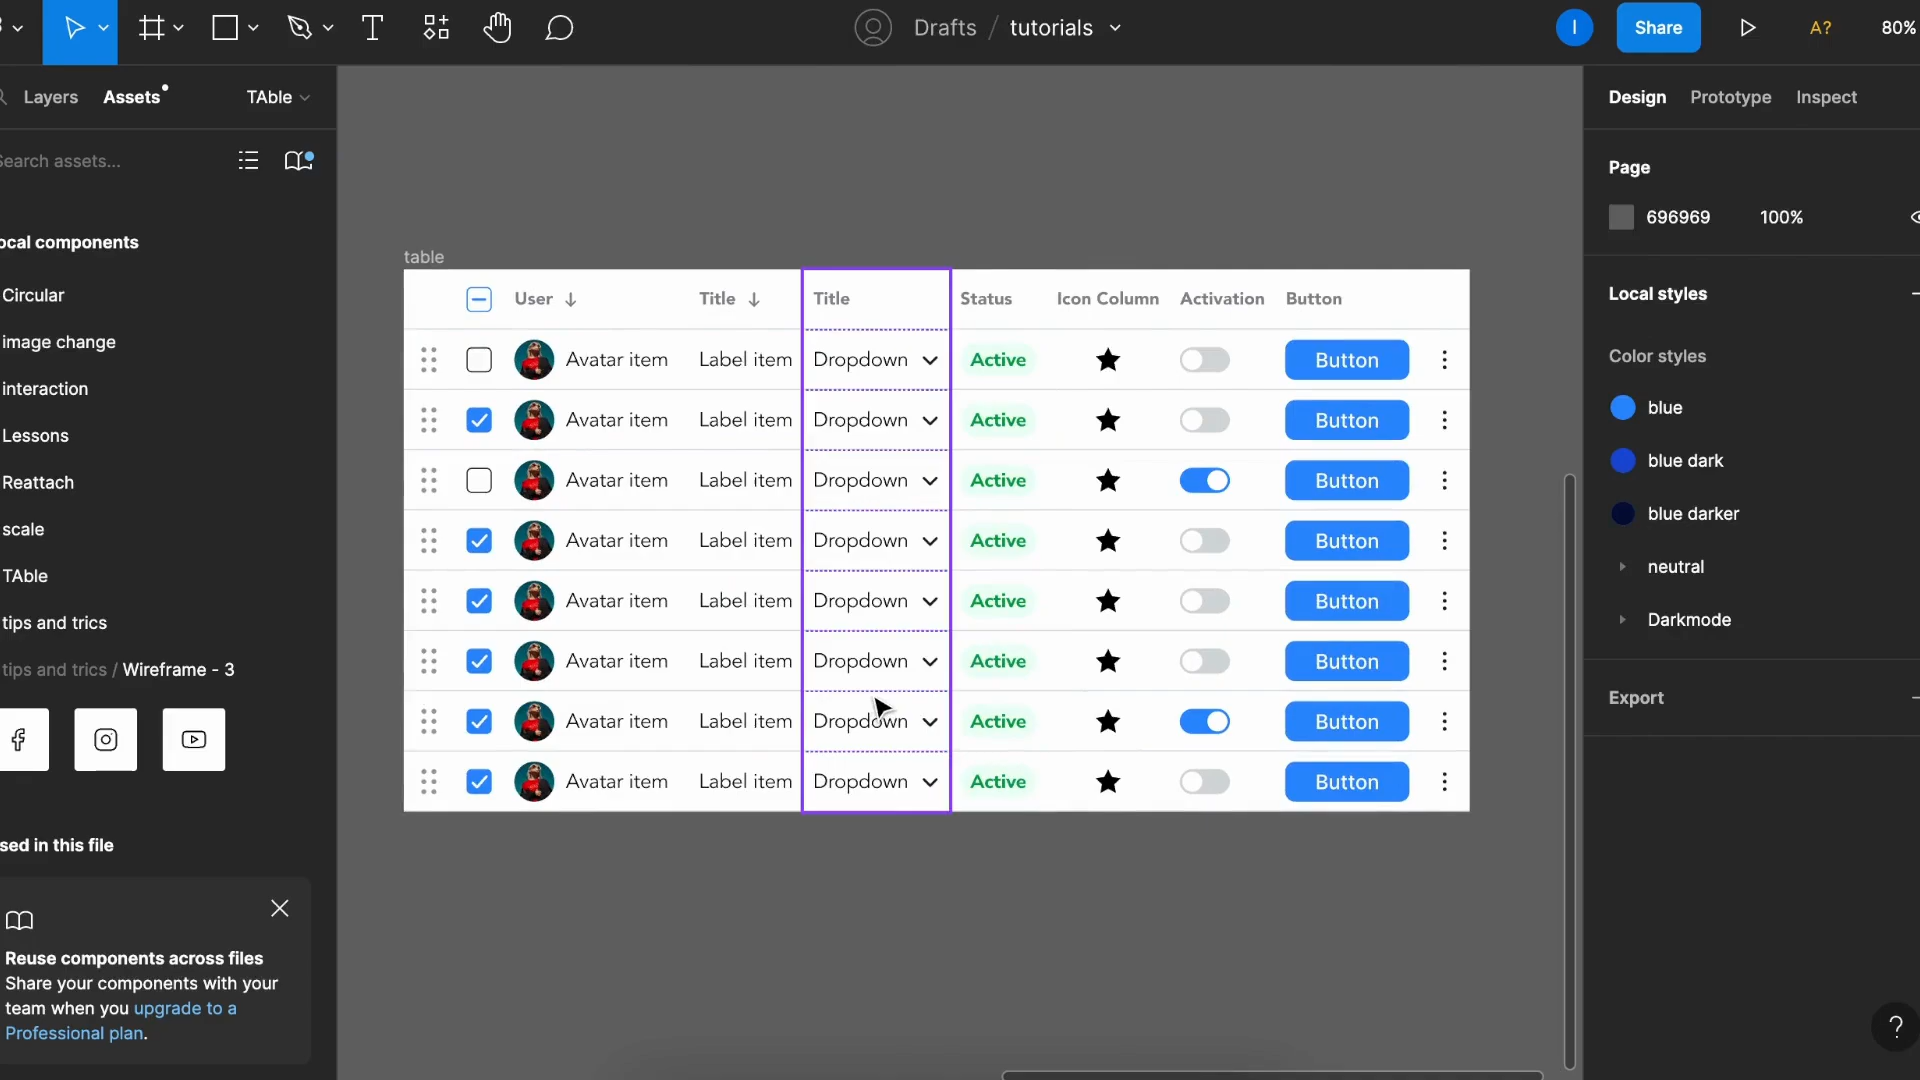 Drafts / tutorials
I
Share
A?
80%
Layers
Assets
TAble
Search assets...
ocal components
Circular
image change
interaction
Lessons
Reattach
scale
TAble
tips and trics
tips and trics / Wireframe - 3
sed in this file
Reuse components across files
Share your components with your
team when you upgrade to a
Professional plan.
table
User Title Title Status Icon Column Activation Button
Avatar item Label item Dropdown Active Button
Avatar item Label item Dropdown Active Button
Avatar item Label item Dropdown Active Button
Avatar item Label item Dropdown Active Button
Avatar item Label item Dropdown Active Button
Avatar item Label item Dropdown Active Button
Avatar item Label item Dropdown Active Button
Avatar item Label item Dropdown Active Button
Design Prototype Inspect
Page
696969 100%
Local styles
Color styles
blue
blue dark
blue darker
neutral
Darkmode
Export
?